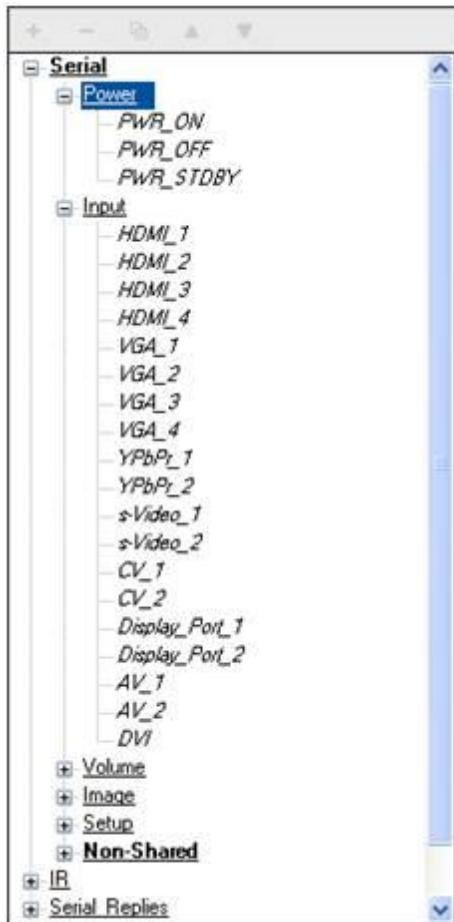 Serial
Power
PWR_ON
PWR_OFF
PWR_STDBY
Input
HDMI_1
HDMI_2
HDMI_3
HDMI_4
VGA_1
VGA_2
VGA_3
VGA_4
YPbPr_1
YPbPr_2
s-Video_1
s-Video_2
CV_1
CV_2
Display_Port_1
Display_Port_2
AV_1
AV_2
DVI
Volume
Image
Setup
Non-Shared
IR
Serial Replies